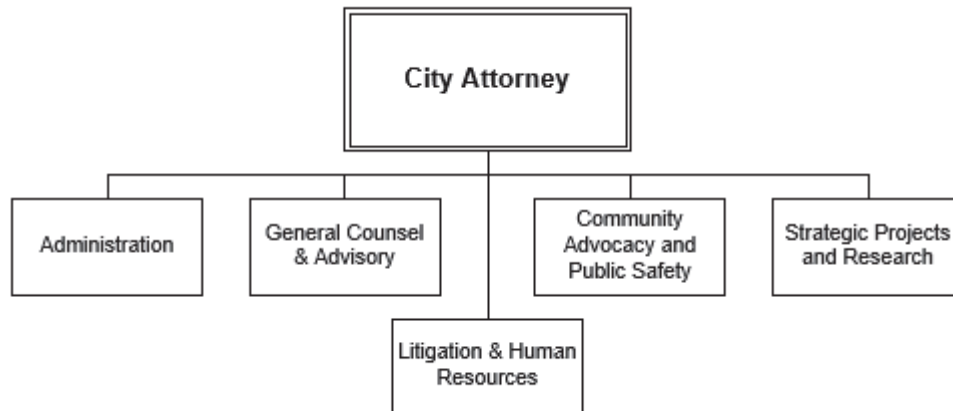 City Attorney
Administration
General Counsel
& Advisory
Community
Advocacy and
Public Safety
Strategic Projects
and Research
Litigation & Human
Resources